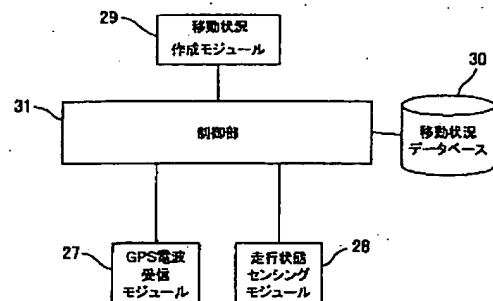 29
移動状況
作成モジュール
31
制御部
30
移動状況
データベース
27
GPS電波
受信
モジュール
走行状態
センシング
モジュール
28